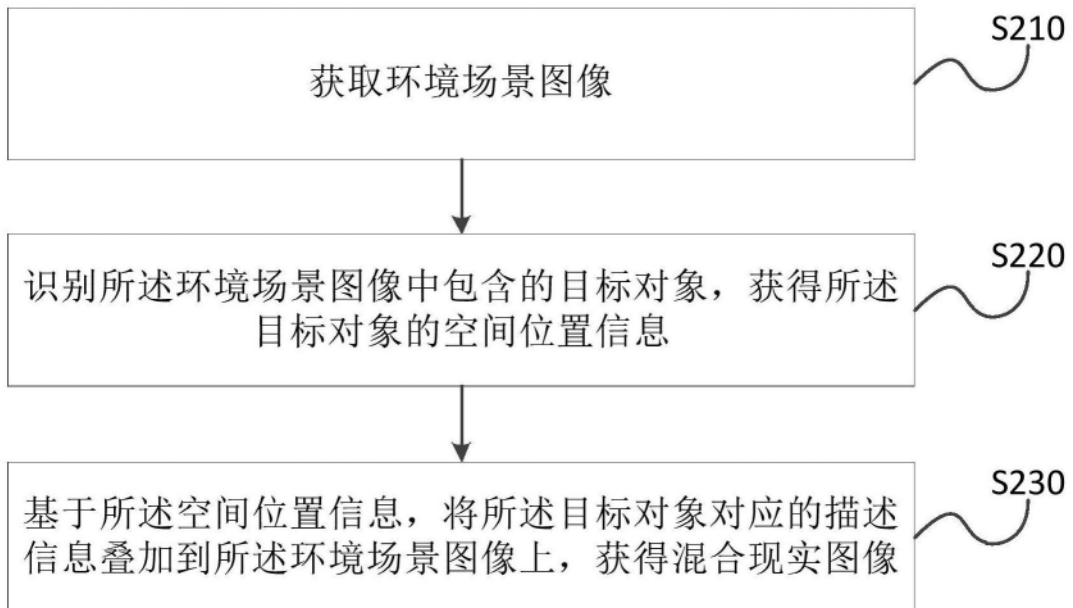 获取环境场景图像
S210
识别所述环境场景图像中包含的目标对象，获得所述
目标对象的空间位置信息
S220
基于所述空间位置信息，将所述目标对象对应的描述
信息叠加到所述环境场景图像上，获得混合现实图像
S230